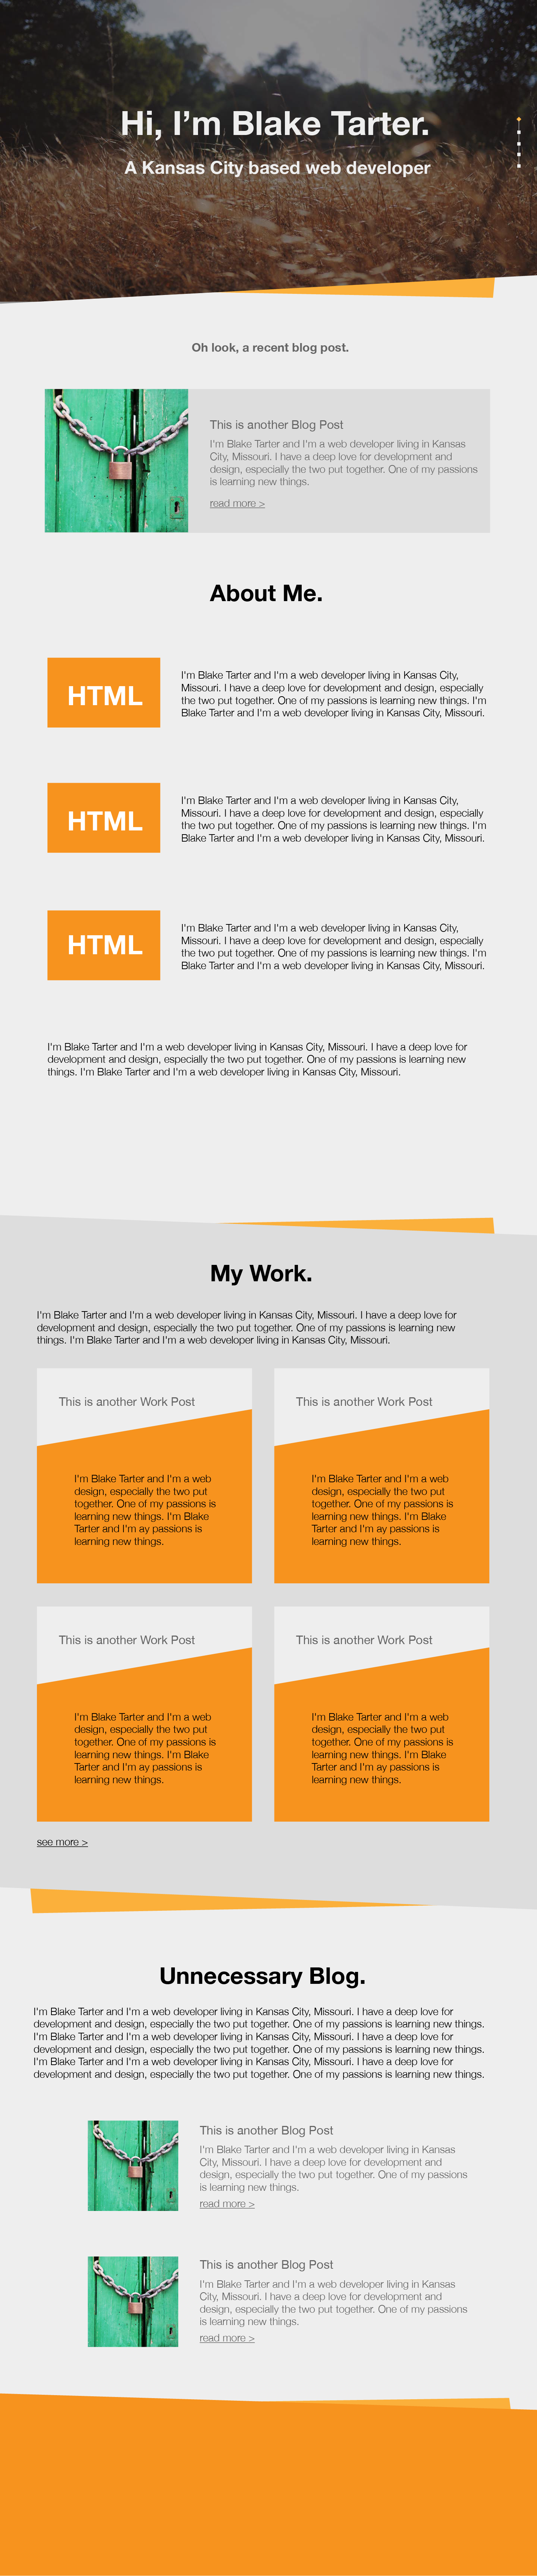 Hi, I’m Blake Tarter.
A Kansas City based web developer
Oh look, a recent blog post.
This is another Blog Post
I'm Blake Tarter and I'm a web developer living in Kansas
City, Missouri. I have a deep love for development and
design, especially the two put together. One of my passions
is learning new things.
read more >
About Me.
HTML
I'm Blake Tarter and I'm a web developer living in Kansas City,
Missouri. I have a deep love for development and design, especially
the two put together. One of my passions is learning new things. I'm
Blake Tarter and I'm a web developer living in Kansas City, Missouri.
HTML
I'm Blake Tarter and I'm a web developer living in Kansas City,
Missouri. I have a deep love for development and design, especially
the two put together. One of my passions is learning new things. I'm
Blake Tarter and I'm a web developer living in Kansas City, Missouri.
HTML
I'm Blake Tarter and I'm a web developer living in Kansas City,
Missouri. I have a deep love for development and design, especially
the two put together. One of my passions is learning new things. I'm
Blake Tarter and I'm a web developer living in Kansas City, Missouri.
I'm Blake Tarter and I'm a web developer living in Kansas City, Missouri. I have a deep love for
development and design, especially the two put together. One of my passions is learning new
things. I'm Blake Tarter and I'm a web developer living in Kansas City, Missouri.
My Work.
I'm Blake Tarter and I'm a web developer living in Kansas City, Missouri. I have a deep love for
development and design, especially the two put together. One of my passions is learning new
things. I'm Blake Tarter and I'm a web developer living in Kansas City, Missouri.
This is another Work Post
I'm Blake Tarter and I'm a web
design, especially the two put
together. One of my passions is
learning new things. I'm Blake
Tarter and I'm ay passions is
learning new things.
This is another Work Post
I'm Blake Tarter and I'm a web
design, especially the two put
together. One of my passions is
learning new things. I'm Blake
Tarter and I'm ay passions is
learning new things.
This is another Work Post
I'm Blake Tarter and I'm a web
design, especially the two put
together. One of my passions is
learning new things. I'm Blake
Tarter and I'm ay passions is
learning new things.
This is another Work Post
I'm Blake Tarter and I'm a web
design, especially the two put
together. One of my passions is
learning new things. I'm Blake
Tarter and I'm ay passions is
learning new things.
see more >
Unnecessary Blog.
I'm Blake Tarter and I'm a web developer living in Kansas City, Missouri. I have a deep love for
development and design, especially the two put together. One of my passions is learning new things.
I'm Blake Tarter and I'm a web developer living in Kansas City, Missouri. I have a deep love for
development and design, especially the two put together. One of my passions is learning new things.
I'm Blake Tarter and I'm a web developer living in Kansas City, Missouri. I have a deep love for
development and design, especially the two put together. One of my passions is learning new things.
This is another Blog Post
I'm Blake Tarter and I'm a web developer living in Kansas
City, Missouri. I have a deep love for development and
design, especially the two put together. One of my passions
is learning new things.
read more >
This is another Blog Post
I'm Blake Tarter and I'm a web developer living in Kansas
City, Missouri. I have a deep love for development and
design, especially the two put together. One of my passions
is learning new things.
read more >